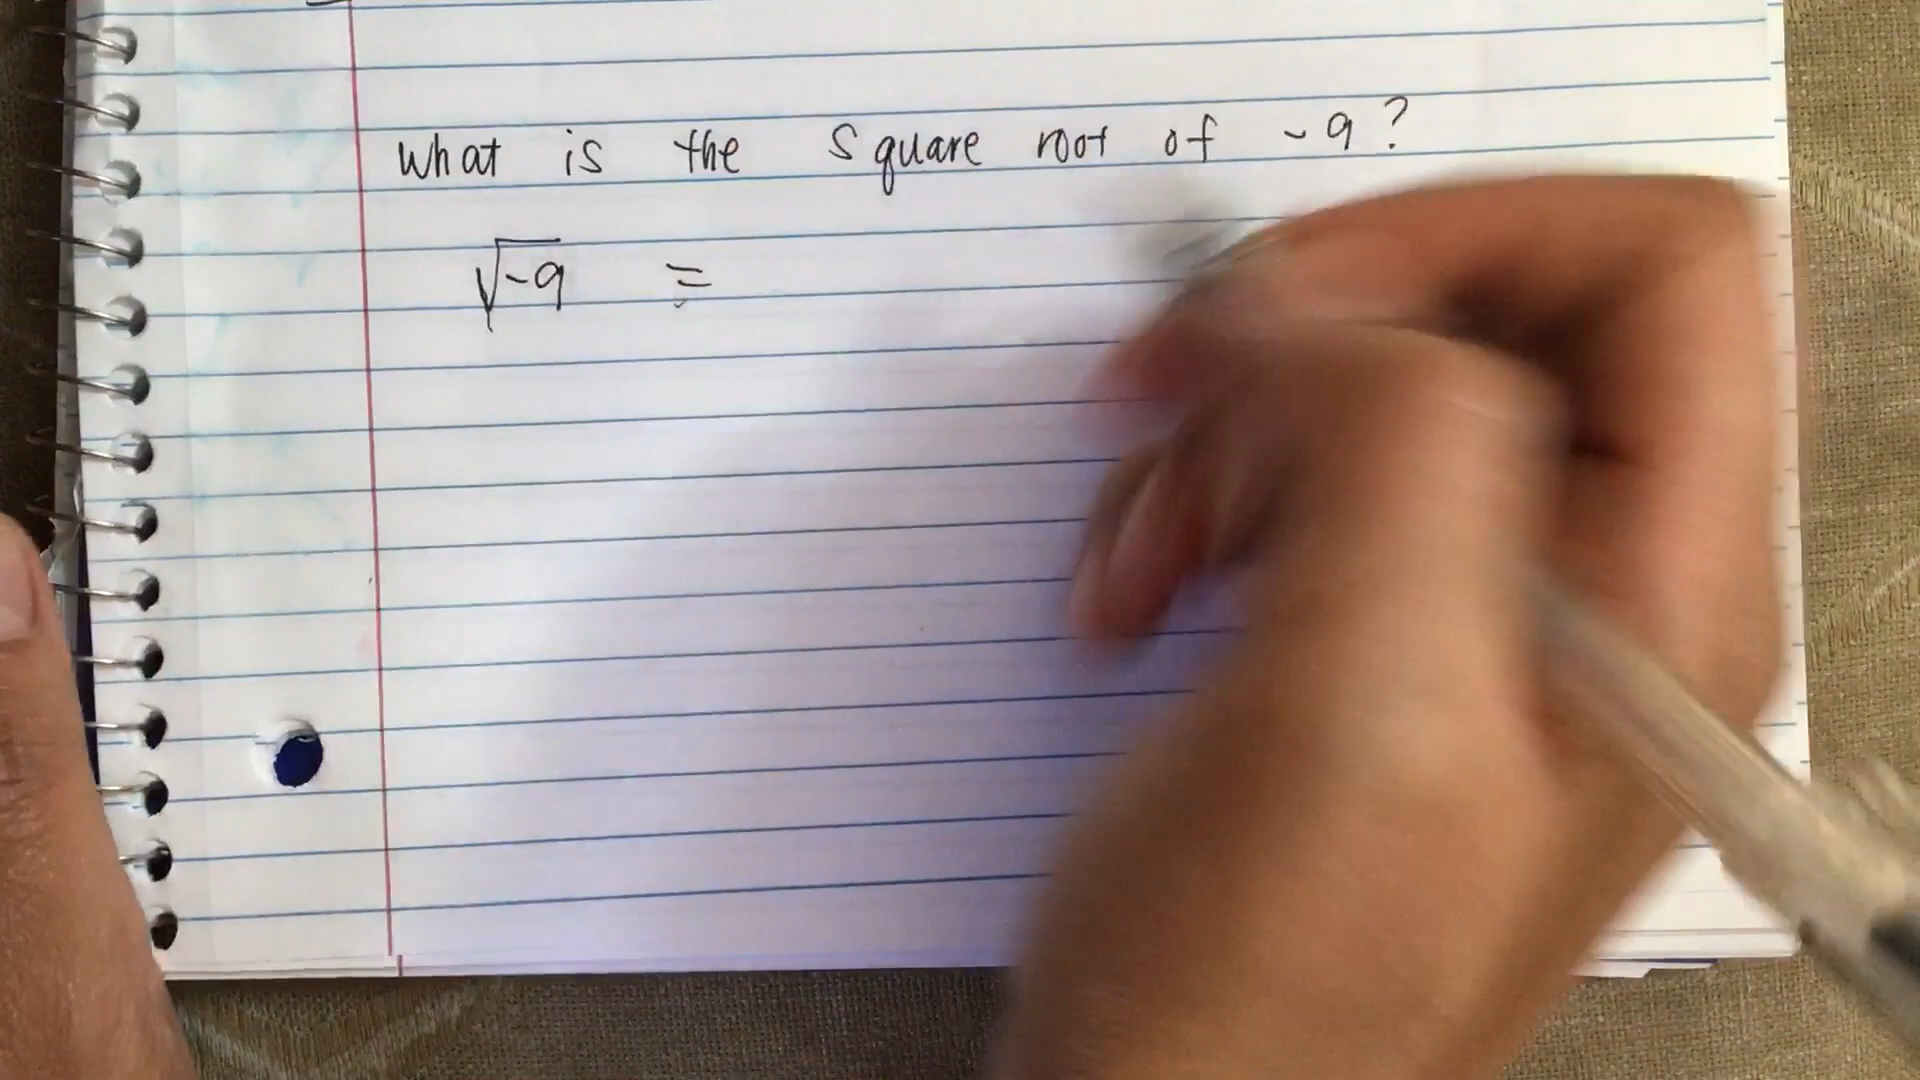 What is the square root of -9?
√-9 =